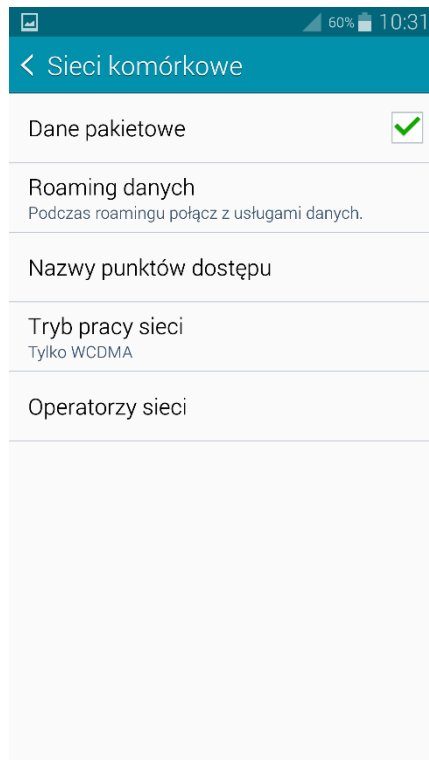 60% 10:31
Sieci komórkowe
Dane pakietowe
Roaming danych
Podczas roamingu połącz z usługami danych.
Nazwy punktów dostępu
Tryb pracy sieci
Tylko WCDMA
Operatorzy sieci